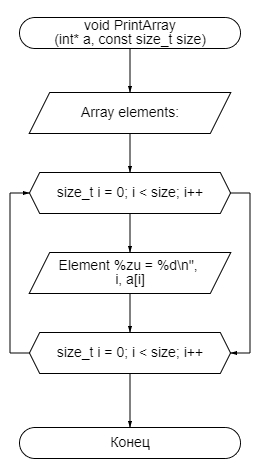 void PrintArray
(int* a, const size_t size)
Array elements:
size_t i = 0; i < size; i++
Element %zu = %d\n",
i, a[i]
size_t i = 0; i < size; i++
Конец